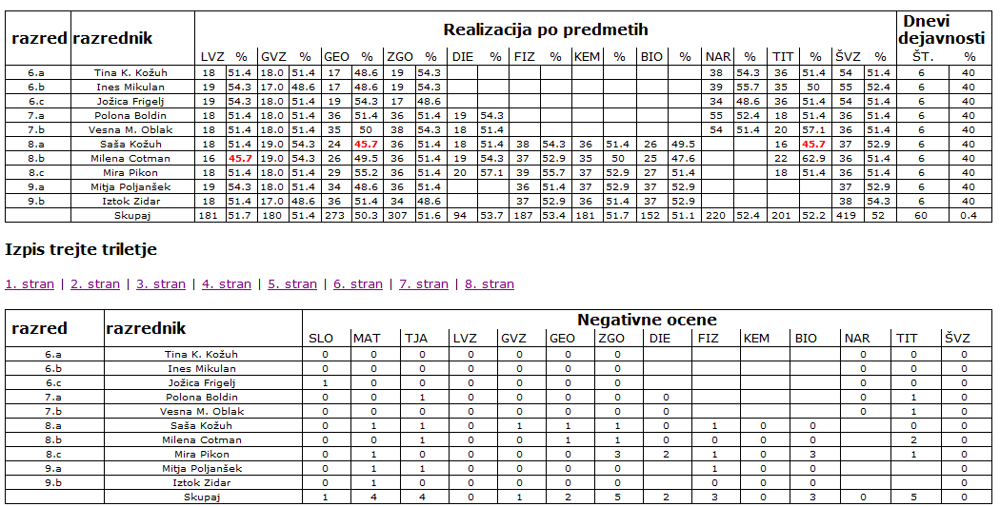 razred razrednik Realizacija po predmetih Dnevi dejavnosti
LVZ % GVZ % GEO % ZGO % DIE % FIZ % KEM % BIO % NAR % TIT % ŠVZ % ŠT. %
6.a Tina K. Kožuh 18 51.4 18.0 51.4 17 48.6 19 54.3 38 54.3 36 51.4 54 51.4 6 40
6.b Ines Mikulan 19 54.3 17.0 48.6 17 48.6 19 54.3 39 55.7 35 50 55 52.4 6 40
6.c Jožica Frigelj 19 54.3 18.0 51.4 19 54.3 17 48.6 34 48.6 36 51.4 54 51.4 6 40
7.a Polona Boldin 18 51.4 18.0 51.4 36 51.4 36 51.4 19 54.3 55 52.4 18 51.4 36 51.4 6 40
7.b Vesna M. Oblak 18 51.4 18.0 51.4 35 50 38 54.3 18 51.4 54 51.4 20 57.1 36 51.4 6 40
8.a Saša Kožuh 18 51.4 19.0 54.3 24 45.7 36 51.4 18 51.4 38 54.3 36 51.4 26 49.5 16 45.7 37 52.9 6 40
8.b Milena Cotman 16 45.7 19.0 54.3 26 49.5 36 51.4 19 54.3 37 52.9 35 50 25 47.6 22 62.9 36 51.4 6 40
8.c Mira Pikon 18 51.4 18.0 51.4 29 55.2 36 51.4 20 57.1 39 55.7 37 52.9 27 51.4 18 51.4 36 51.4 6 40
9.a Mitja Poljanšek 19 54.3 18.0 51.4 34 48.6 36 51.4 36 51.4 37 52.9 37 52.9 37 52.9 6 40
9.b Iztok Zidar 18 51.4 17.0 48.6 36 51.4 34 48.6 37 52.9 36 51.4 37 52.9 38 54.3 6 40
Skupaj 181 51.7 180 51.4 273 50.3 307 51.6 94 53.7 187 53.4 181 51.7 152 51.1 220 52.4 201 52.2 419 52 60 0.4
Izpis trejte triletje
1. stran | 2. stran | 3. stran | 4. stran | 5. stran | 6. stran | 7. stran | 8. stran
razred razrednik Negativne ocene
SLO MAT TJA LVZ GVZ GEO ZGO DIE FIZ KEM BIO NAR TIT ŠVZ
6.a Tina K. Kožuh 0 0 0 0 0 0 0 0 0 0
6.b Ines Mikulan 0 0 0 0 0 0 0 0 0 0
6.c Jožica Frigelj 1 0 0 0 0 0 0 0 0 0
7.a Polona Boldin 0 0 1 0 0 0 0 0 0 1 0
7.b Vesna M. Oblak 0 0 0 0 0 0 0 0 0 1 0
8.a Saša Kožuh 0 1 1 0 1 1 1 0 1 0 0 0 0
8.b Milena Cotman 0 0 1 0 0 1 1 0 0 0 0 2 0
8.c Mira Pikon 0 1 0 0 0 0 3 2 1 0 3 1 0
9.a Mitja Poljanšek 0 1 1 0 0 0 0 1 0 0 0
9.b Iztok Zidar 0 1 0 0 0 0 0 0 0 0 0
Skupaj 1 4 4 0 1 2 5 2 3 0 3 0 5 0